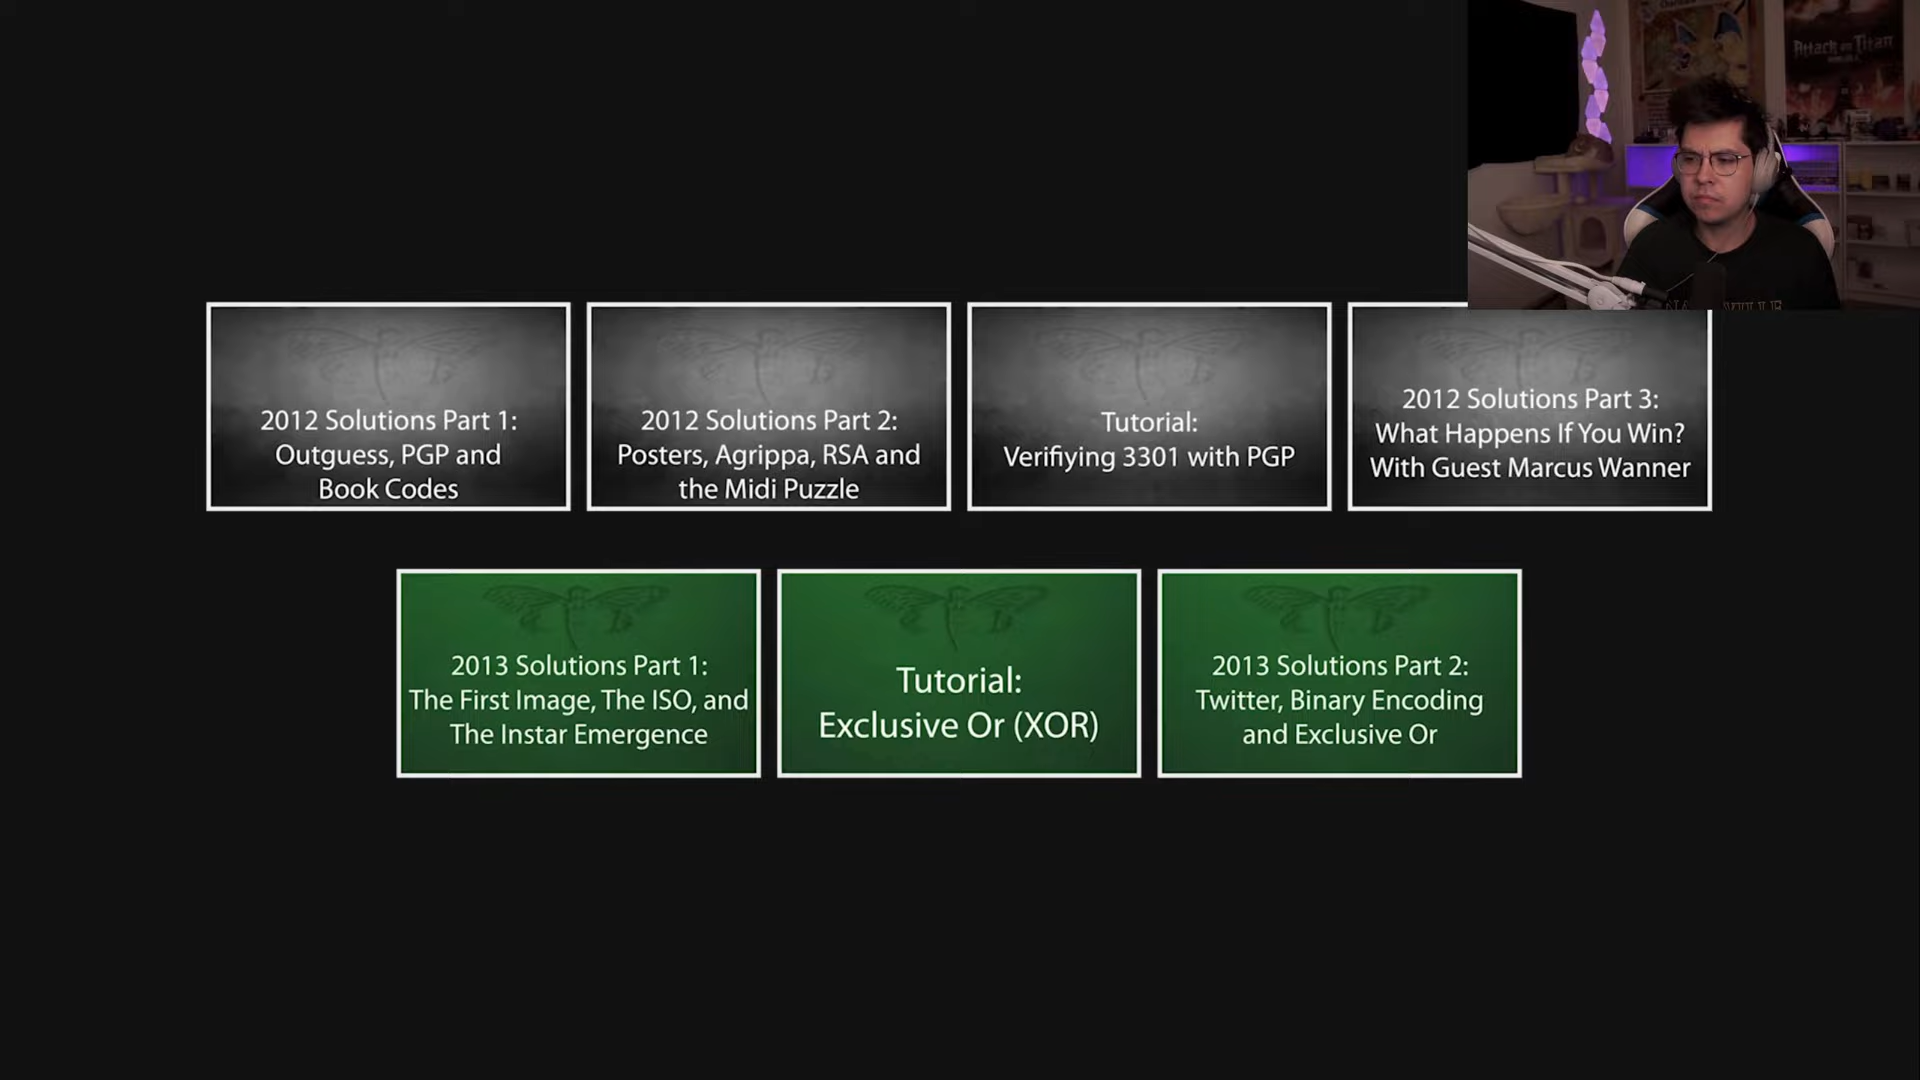 Attack on Titan
2012 Solutions Part 1:
Outguess, PGP and
Book Codes
2012 Solutions Part 2:
Posters, Agrippa, RSA and
the Midi Puzzle
Tutorial:
Verifiying 3301 with PGP
2012 Solutions Part 3:
What Happens If You Win?
With Guest Marcus Wanner
2013 Solutions Part 1:
The First Image, The ISO, and
The Instar Emergence
Tutorial:
Exclusive Or (XOR)
2013 Solutions Part 2:
Twitter, Binary Encoding
and Exclusive Or